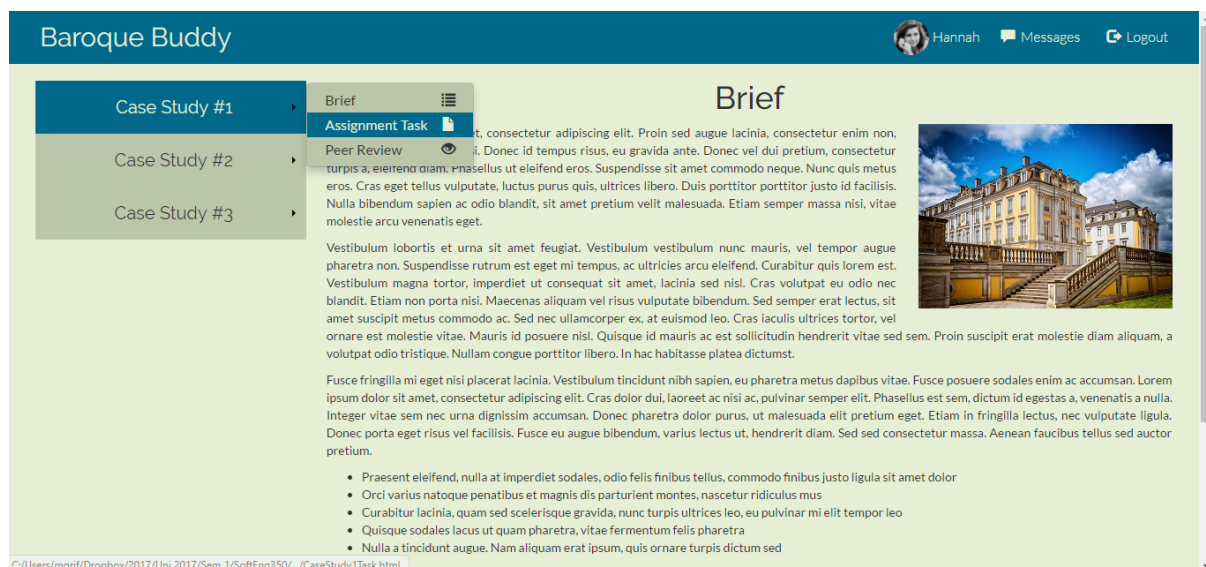 Baroque Buddy
Hannah
Messages
Logout
Case Study #1
Case Study #2
Case Study #3
Brief
Assignment Task
Peer Review
Brief
t, consectetur adipiscing elit. Proin sed augue lacinia, consectetur enim non,
i. Donec id tempus risus, eu gravida ante. Donec vel dui pretium, consectetur
turpis a, eleifend diam. Phasellus ut eleifend eros. Suspendisse sit amet commodo neque. Nunc quis metus
eros. Cras eget tellus vulputate, luctus purus quis, ultrices libero. Duis porttitor porttitor justo id facilisis.
Nulla bibendum sapien ac odio blandit, sit amet pretium velit malesuada. Etiam semper massa nisi, vitae
molestie arcu venenatis eget.
Vestibulum lobortis et urna sit amet feugiat. Vestibulum vestibulum nunc mauris, vel tempor augue
pharetra non. Suspendisse rutrum est eget mi tempus, ac ultricies arcu eleifend. Curabitur quis lorem est.
Vestibulum magna tortor, imperdiet ut consequat sit amet, lacinia sed nisl. Cras volutpat eu odio nec
blandit. Etiam non porta nisi. Maecenas aliquam vel risus vulputate bibendum. Sed semper erat lectus, sit
amet suscipit metus commodo ac. Sed nec ullamcorper ex, at euismod leo. Cras iaculis ultrices tortor, vel
ornare est molestie vitae. Mauris id posuere nisl. Quisque id mauris ac est sollicitudin hendrerit vitae sed sem. Proin suscipit erat molestie diam aliquam, a
volutpat odio tristique. Nullam congue porttitor libero. In hac habitasse platea dictumst.
Fusce fringilla mi eget nisi placerat lacinia. Vestibulum tincidunt nibh sapien, eu pharetra metus dapibus vitae. Fusce posuere sodales enim ac accumsan. Lorem
ipsum dolor sit amet, consectetur adipiscing elit. Cras dolor dui, laoreet ac nisi ac, pulvinar semper elit. Phasellus est sem, dictum id egestas a, venenatis a nulla.
Integer vitae sem nec urna dignissim accumsan. Donec pharetra dolor purus, ut malesuada elit pretium eget. Etiam in fringilla lectus, nec vulputate ligula.
Donec porta eget risus vel facilisis. Fusce eu augue bibendum, varius lectus ut, hendrerit diam. Sed sed consectetur massa. Aenean faucibus tellus sed auctor
pretium.
• Praesent eleifend, nulla at imperdiet sodales, odio felis finibus tellus, commodo finibus justo ligula sit amet dolor
• Orci varius natoque penatibus et magnis dis parturient montes, nascetur ridiculus mus
• Curabitur lacinia, quam sed scelerisque gravida, nunc turpis ultrices leo, eu pulvinar mi elit tempor leo
• Quisque sodales lacus ut quam pharetra, vitae fermentum felis pharetra
• Nulla a tincidunt augue. Nam aliquam erat ipsum, quis ornare turpis dictum sed
C:/Users/mgrif/Dropbox/2017/Uni 2017/Sem 1/SoftEng350/.../CaseStudy1Task.html